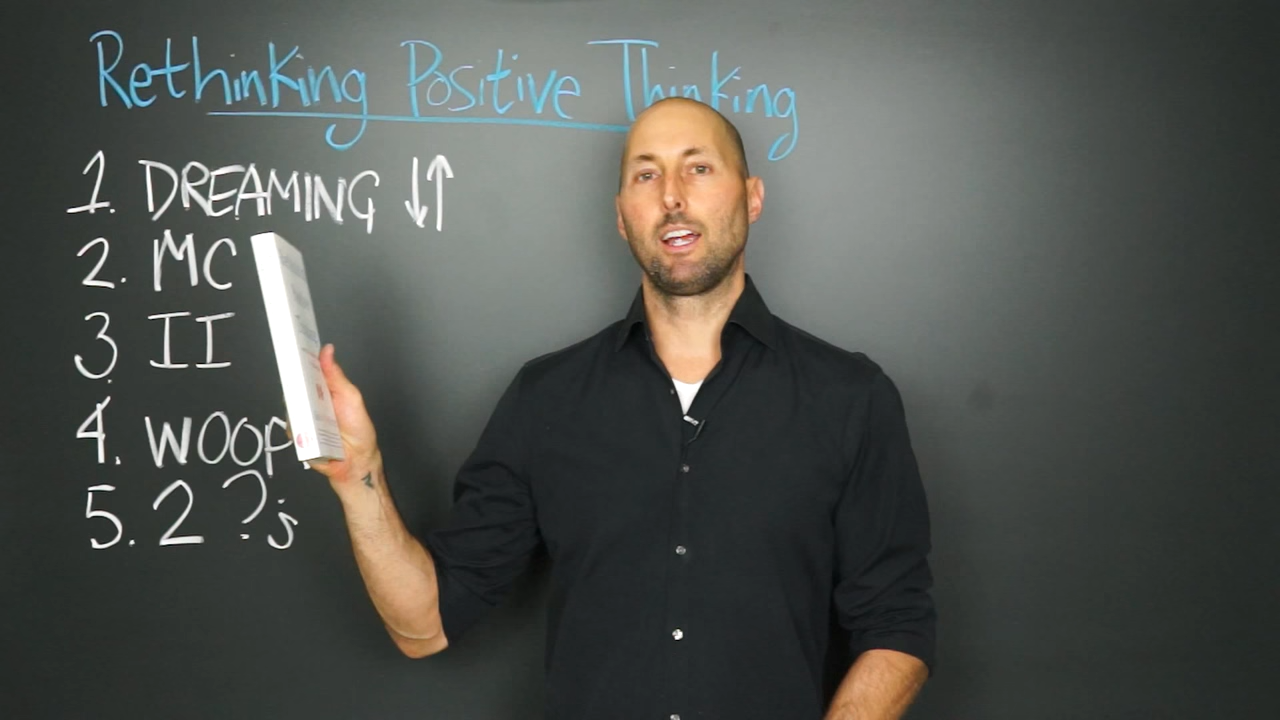 Rethinking Positive Thinking
1. DREAMING ↓↑
2. MC
3. II
4. WOOP
5. 2 ?s